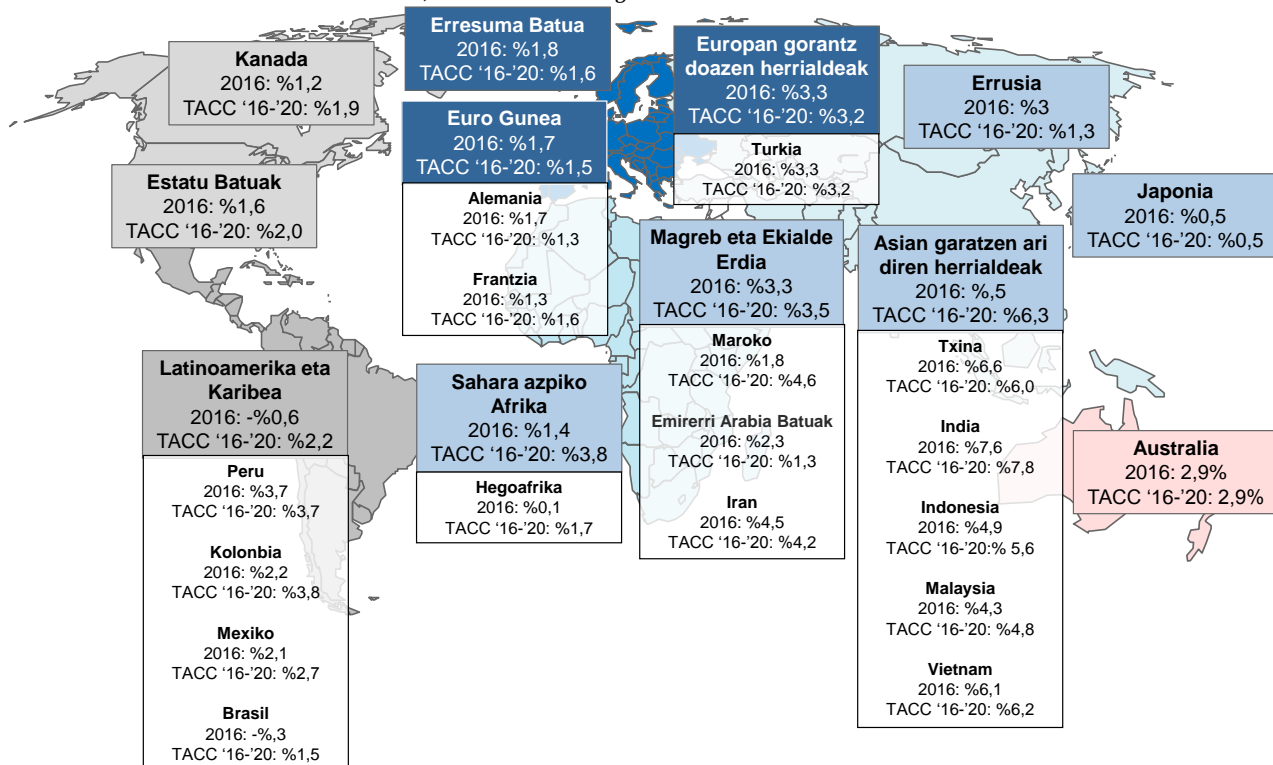 Erresuma Batua
2016: %1,8
TACC ‘16-’20: %1,6
Kanada
2016: %1,2
TACC ‘16-’20: %1,9
Europan gorantz
doazen herrialdeak
2016: %3,3
TACC ‘16-’20: %3,2
Turkia
2016: %3,3
TACC ‘16-’20: %3,2
Errusia
2016: %3
TACC ‘16-’20: %1,3
Euro Gunea
2016: %1,7
TACC ‘16-’20: %1,5
Alemania
2016: %1,7
TACC ‘16-’20: %1,3
Frantzia
2016: %1,3
TACC ‘16-’20: %1,6
Estatu Batuak
2016: %1,6
TACC ‘16-’20: %2,0
Japonia
2016: %0,5
TACC ‘16-’20: %0,5
Magreb eta Ekialde
Erdia
2016: %3,3
TACC ‘16-’20: %3,5
Maroko
2016: %1,8
TACC ‘16-’20: %4,6
Emirerri Arabia Batuak
2016: %2,3
TACC ‘16-’20: %1,3
Iran
2016: %4,5
TACC ‘16-’20: %4,2
Asian garatzen ari
diren herrialdeak
2016: %,5
TACC ‘16-’20: %6,3
Txina
2016: %6,6
TACC ‘16-’20: %6,0
India
2016: %7,6
TACC ‘16-’20: %7,8
Indonesia
2016: %4,9
TACC ‘16-’20:% 5,6
Malaysia
2016: %4,3
TACC ‘16-’20: %4,8
Vietnam
2016: %6,1
TACC ‘16-’20: %6,2
Latinoamerika eta
Karibea
2016: -%0,6
TACC ‘16-’20: %2,2
Peru
2016: %3,7
TACC ‘16-’20: %3,7
Kolonbia
2016: %2,2
TACC ‘16-’20: %3,8
Mexiko
2016: %2,1
TACC ‘16-’20: %2,7
Brasil
2016: -%,3
TACC ‘16-’20: %1,5
Sahara azpiko
Afrika
2016: %1,4
TACC ‘16-’20: %3,8
Hegoafrika
2016: %0,1
TACC ‘16-’20: %1,7
Australia
2016: 2,9%
TACC ‘16-’20: 2,9%